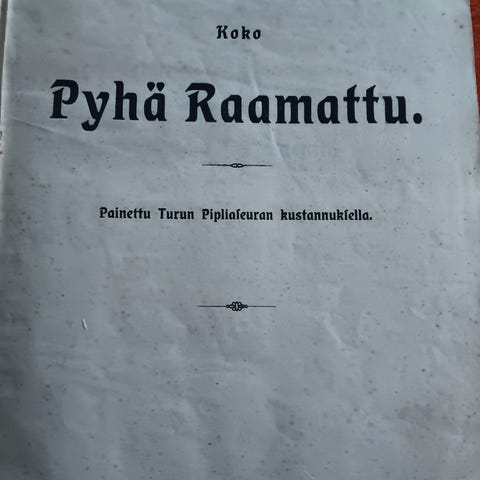 Koko
Pyhä Raamattu.
Painettu Turun Pipliaſeuran kustannukſella.